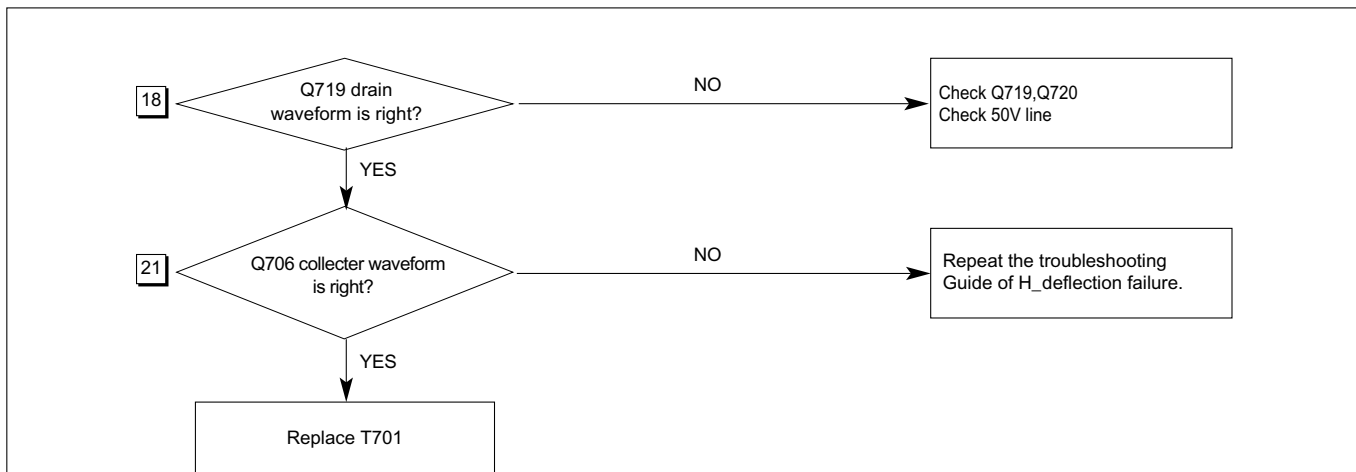 18
Q719 drain
waveform is right?
NO
Check Q719,Q720
Check 50V line
YES
21
Q706 collecter waveform
is right?
NO
Repeat the troubleshooting
Guide of H_deflection failure.
YES
Replace T701